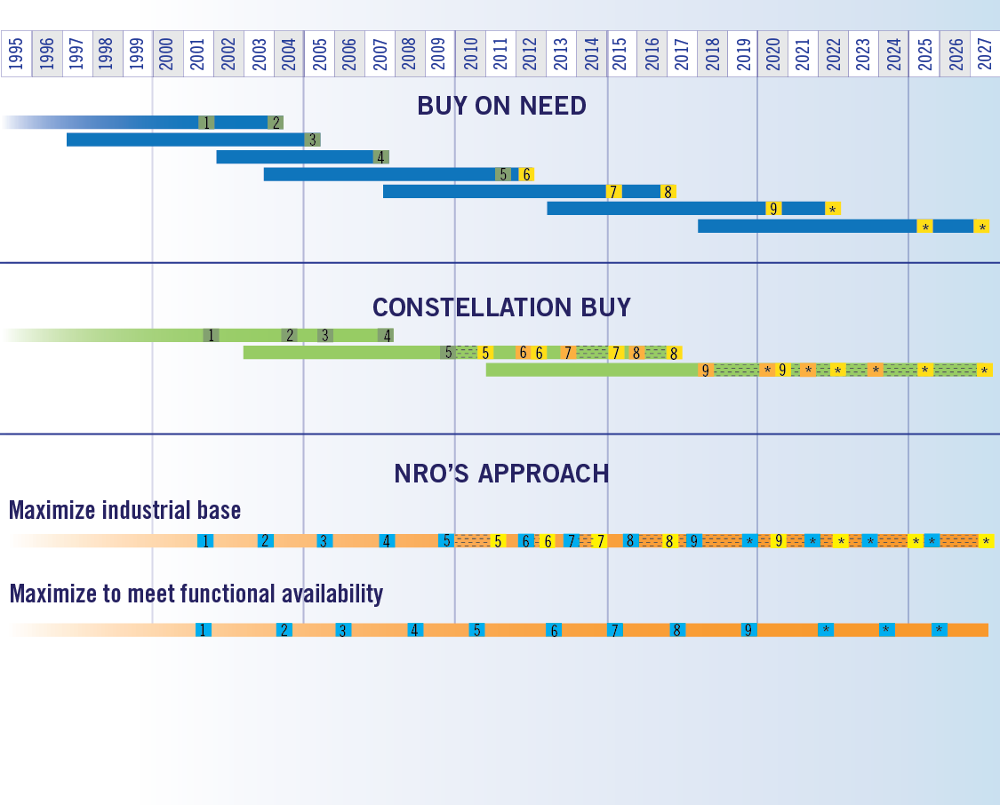 1995 1996 1997 1998 1999 2000 2001 2002 2003 2004 2005 2006 2007 2008 2009 2010 2011 2012 2013 2014 2015 2016 2017 2018 2019 2020 2021 2022 2023 2024 2025 2026 2027
BUY ON NEED
1 2
3
4
5 6
7 8
9 *
* *
CONSTELLATION BUY
1 2 3 4
5 5 6 6 7 7 8 8
9 * 9 * * * * *
NRO’S APPROACH
Maximize industrial base
1 2 3 4 5 5 6 6 7 7 8 8 9 * 9 * * * * * *
Maximize to meet functional availability
1 2 3 4 5 6 7 8 9 * * *